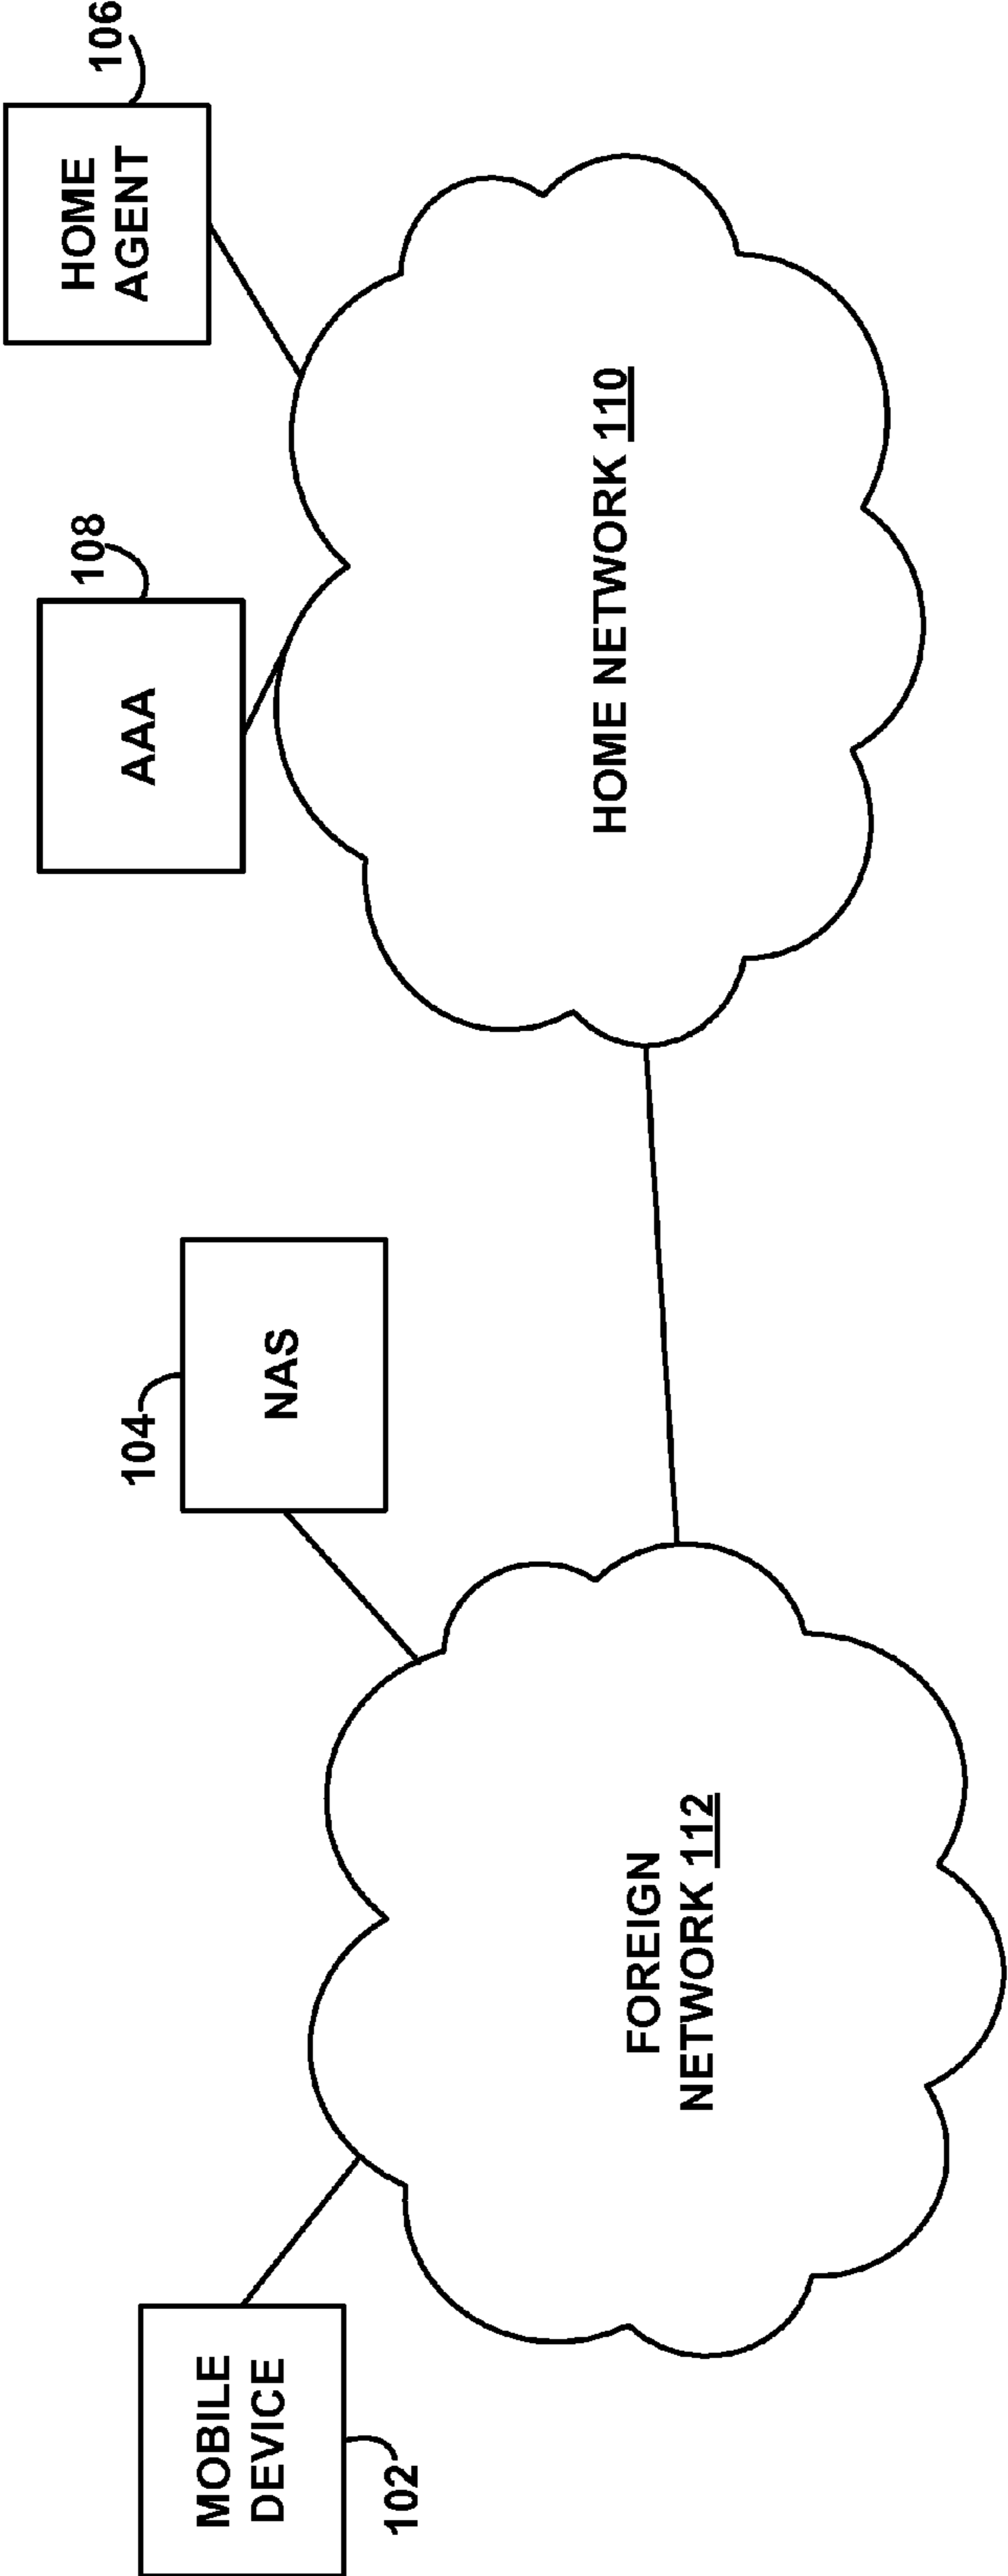 106
HOME
AGENT
108
AAA
HOME NETWORK 110
104
NAS
FOREIGN
NETWORK 112
MOBILE
DEVICE
102